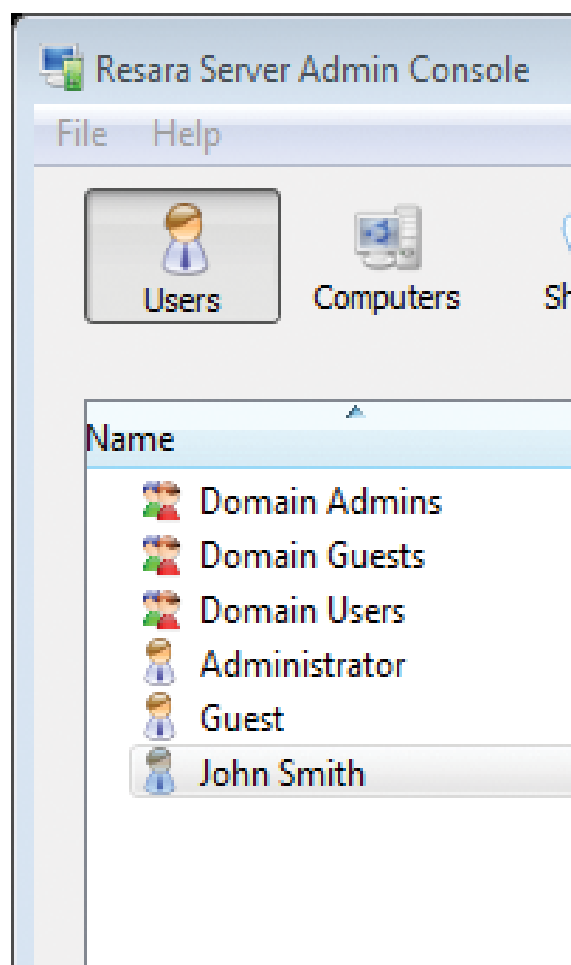 Resara Server Admin Console
File Help
Users Computers Sh
Name
Domain Admins
Domain Guests
Domain Users
Administrator
Guest
John Smith